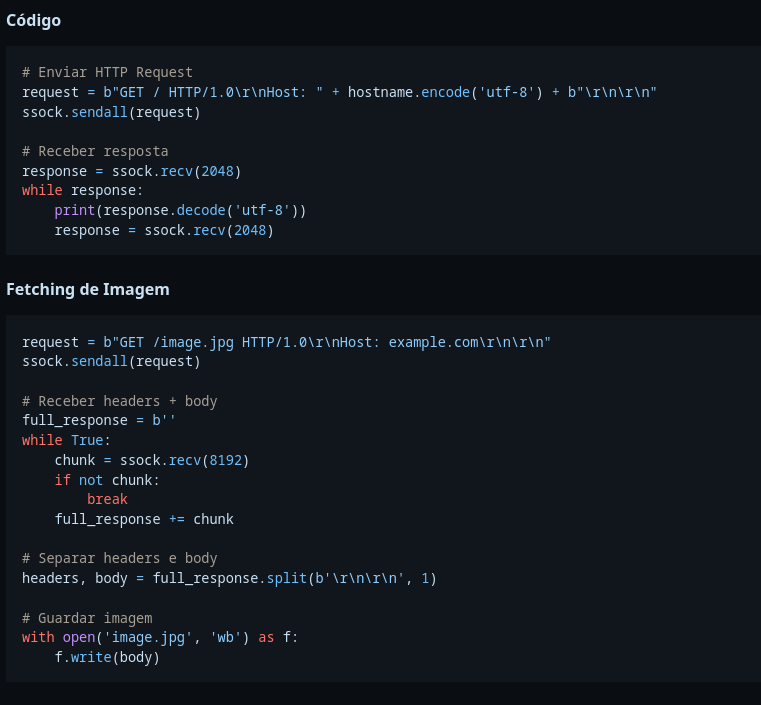 Código
# Enviar HTTP Request
request = b"GET / HTTP/1.0\r\nHost: " + hostname.encode('utf-8') + b"\r\n\r\n"
ssock.sendall(request)
# Receber resposta
response = ssock.recv(2048)
while response:
    print(response.decode('utf-8'))
    response = ssock.recv(2048)
Fetching de Imagem
request = b"GET /image.jpg HTTP/1.0\r\nHost: example.com\r\n\r\n"
ssock.sendall(request)
# Receber headers + body
full_response = b''
while True:
    chunk = ssock.recv(8192)
    if not chunk:
        break
    full_response += chunk
# Separar headers e body
headers, body = full_response.split(b'\r\n\r\n', 1)
# Guardar imagem
with open('image.jpg', 'wb') as f:
    f.write(body)